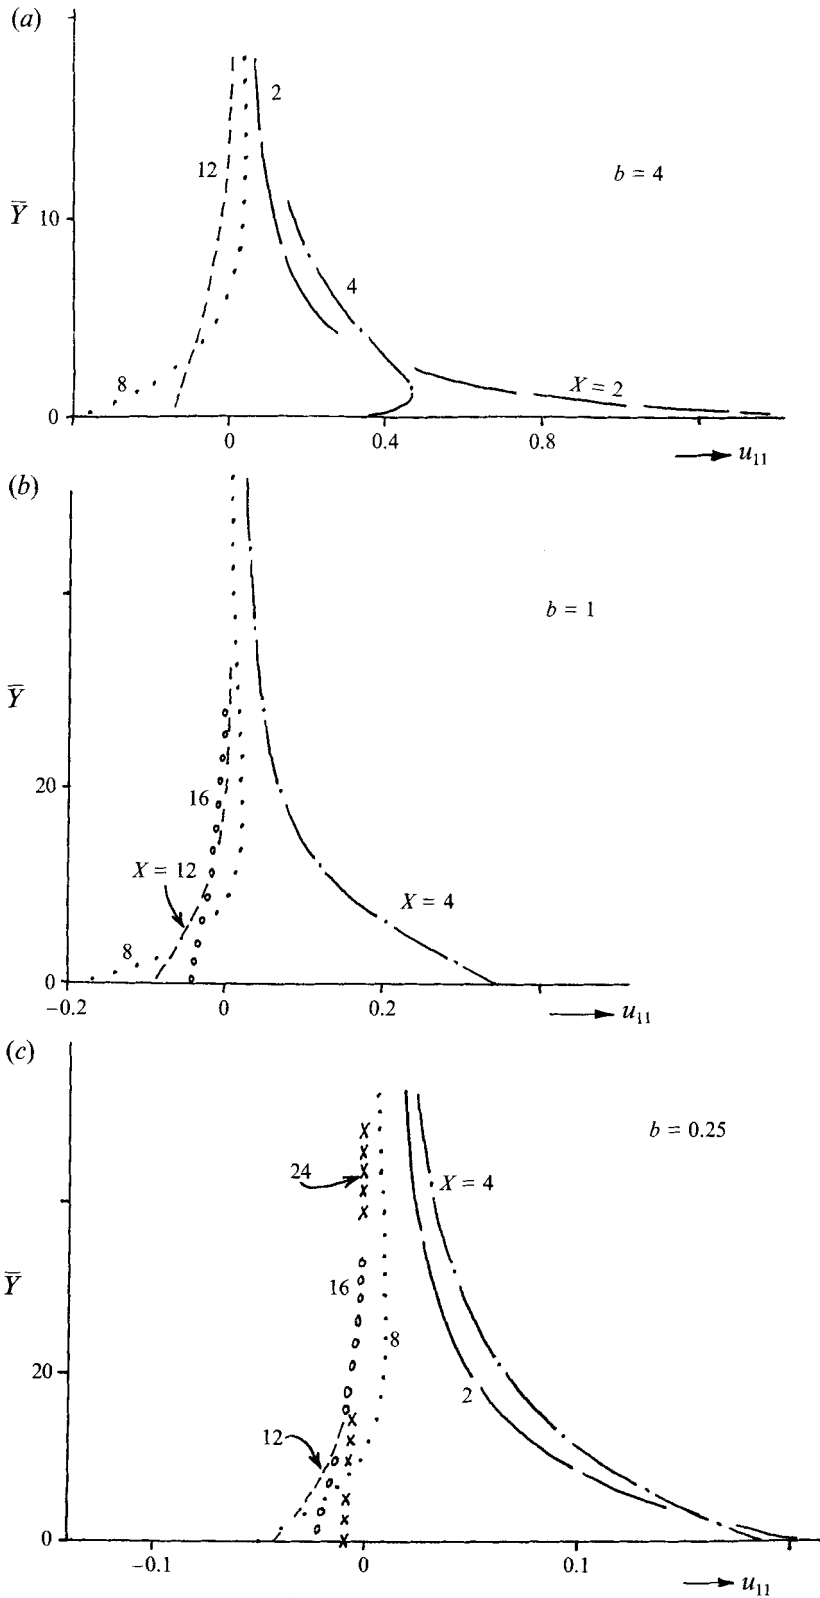 (a)
2
12
b = 4
Y̅ 10
4
8
X = 2
0
0 0.4 0.8
u₁₁
(b)
b = 1
Y̅
20
16
X = 12
X = 4
8
0
−0.2 0 0.2
u₁₁
(c)
b = 0.25
24
X = 4
Y̅
16
8
20
2
12
0
−0.1 0 0.1
u₁₁